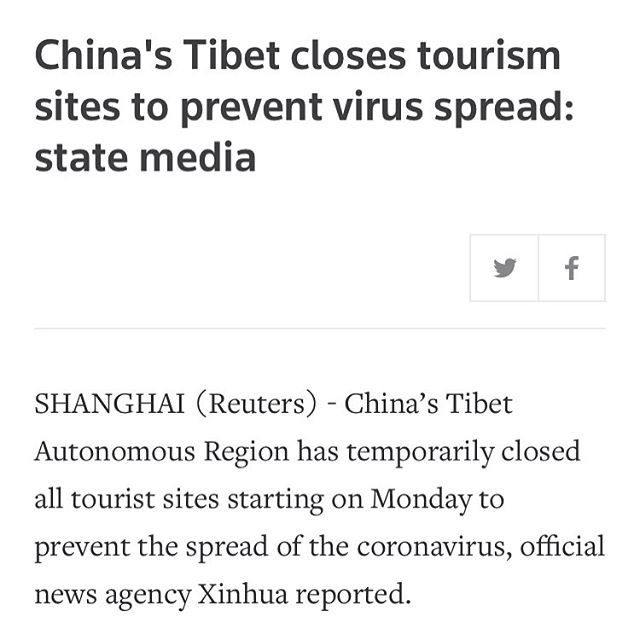 China's Tibet closes tourism
sites to prevent virus spread:
state media
SHANGHAI (Reuters) - China’s Tibet
Autonomous Region has temporarily closed
all tourist sites starting on Monday to
prevent the spread of the coronavirus, official
news agency Xinhua reported.